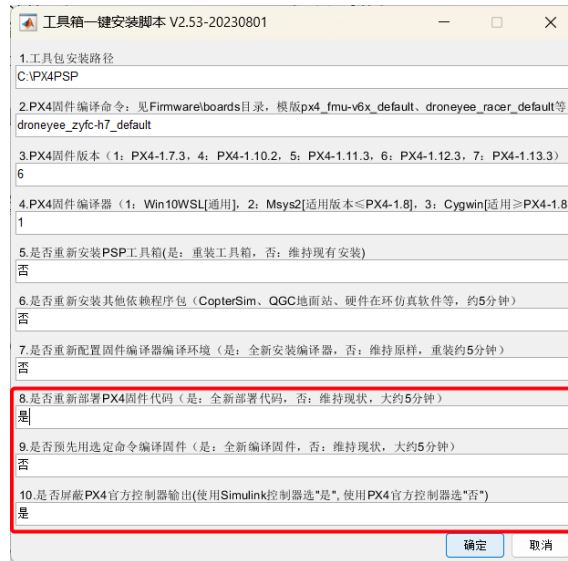 工具箱一键安装脚本 V2.53-20230801
1.工具包安装路径
C:\PX4PSP
2.PX4固件编译命令：见Firmware\boards目录，模版px4_fmu-v6x_default、droneyee_racer_default等
droneyee_zyfc-h7_default
3.PX4固件版本（1：PX4-1.7.3，4：PX4-1.10.2，5：PX4-1.11.3，6：PX4-1.12.3，7：PX4-1.13.3）
6
4.PX4固件编译器（1：Win10WSL[通用]，2：Msys2[适用版本≤PX4-1.8]，3：Cygwin[适用≥PX4-1.8
1
5.是否重新安装PSP工具箱(是：重装工具箱，否：维持现有安装)
否
6.是否重新安装其他依赖程序包（CopterSim、QGC地面站、硬件在环仿真软件等，约5分钟）
否
7.是否重新配置固件编译器编译环境（是：全新安装编译器，否：维持原样，重装约5分钟）
否
8.是否重新部署PX4固件代码（是：全新部署代码，否：维持现状，大约5分钟）
是
9.是否预先用选定命令编译固件（是：全新编译固件，否：维持现状，大约5分钟）
否
10.是否屏蔽PX4官方控制器输出(使用Simulink控制器选"是",使用PX4官方控制器选"否")
是
确定 取消